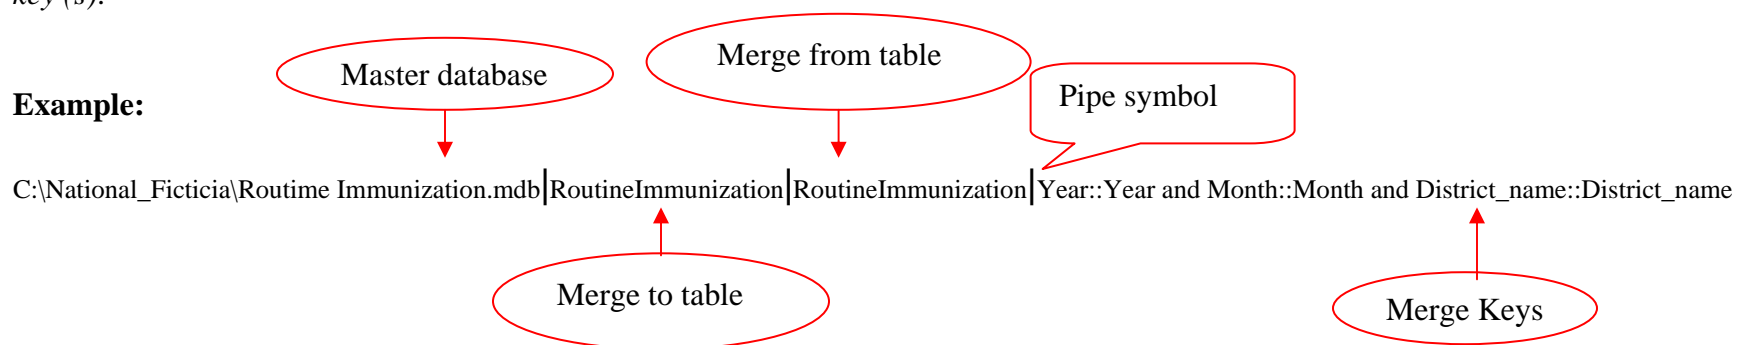 key (s).
Merge from table
Master database
Pipe symbol
Example:
C:\National_Ficticia\Routime Immunization.mdb|RoutineImmunization|RoutineImmunization|Year::Year and Month::Month and District_name::District_name
Merge to table
Merge Keys